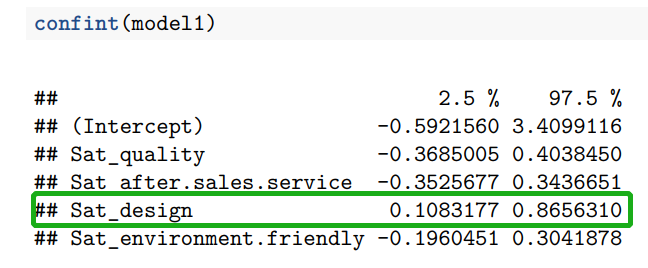 confint(model1)
##                             2.5 %    97.5 %
## (Intercept)            -0.5921560 3.4099116
## Sat_quality            -0.3685005 0.4038450
## Sat_after.sales.service -0.3525677 0.3436651
## Sat_design              0.1083177 0.8656310
## Sat_environment.friendly -0.1960451 0.3041878